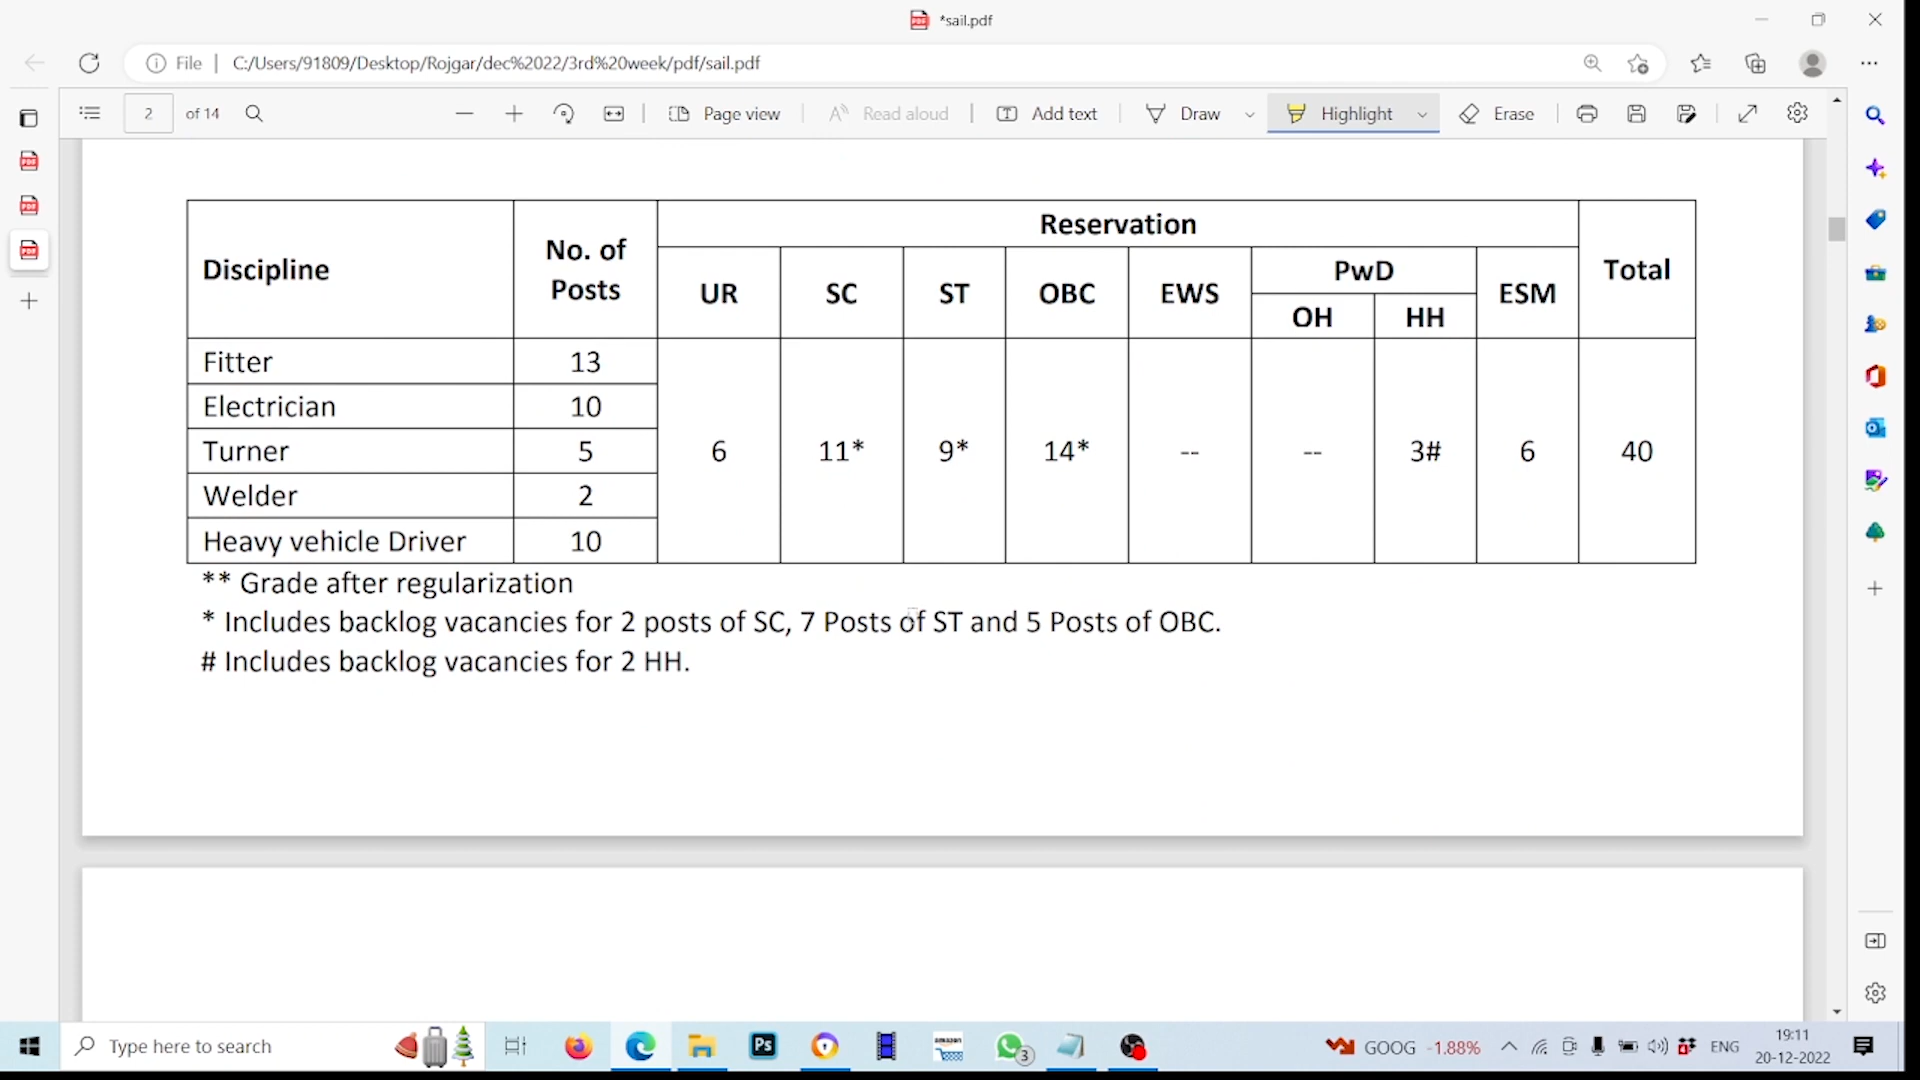 *sail.pdf
File | C:/Users/91809/Desktop/Rojgar/dec%2022/3rd%20week/pdf/sail.pdf
2 of 14 Page view Read aloud Add text Draw Highlight Erase
Discipline No. of Posts Reservation Total
UR SC ST OBC EWS PwD ESM
OH HH
Fitter 13
Electrician 10
Turner 5 6 11* 9* 14* -- -- 3# 6 40
Welder 2
Heavy vehicle Driver 10
** Grade after regularization
* Includes backlog vacancies for 2 posts of SC, 7 Posts of ST and 5 Posts of OBC.
# Includes backlog vacancies for 2 HH.
Type here to search Ps amazon 3 GOOG -1.88% ENG 19:11
20-12-2022